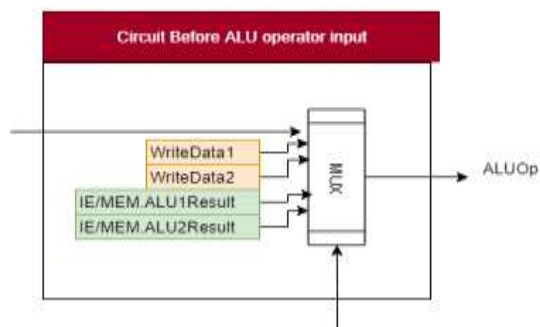 Circuit Before ALU operator input
WriteData1
WriteData2
IE/MEM.ALU1Result
IE/MEM.ALU2Result
MUX
ALUOp